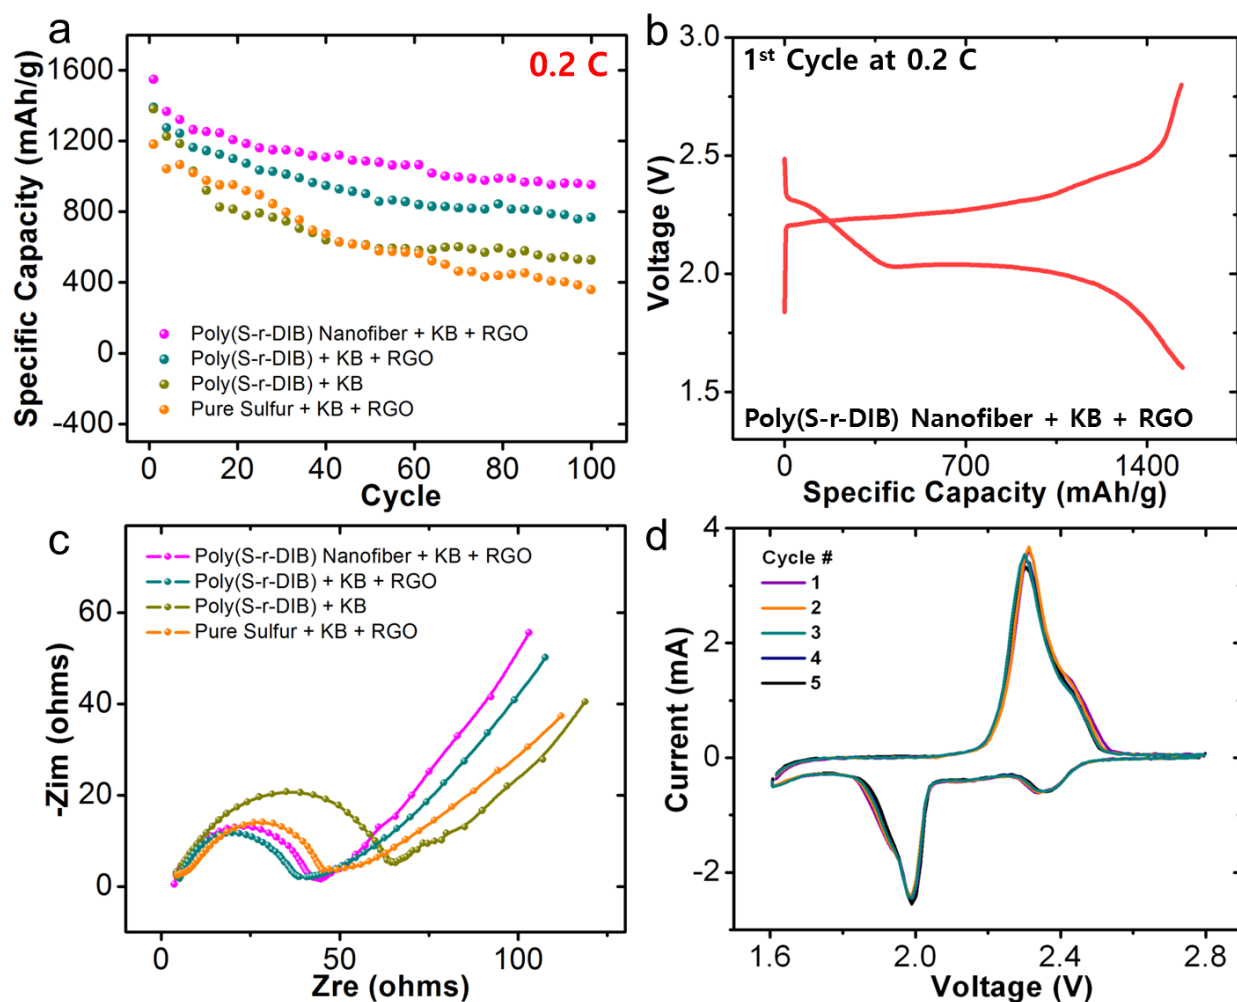 a
0.2 C
Specific Capacity (mAh/g)
1600
1200
800
400
0
-400
Poly(S-r-DIB) Nanofiber + KB + RGO
Poly(S-r-DIB) + KB + RGO
Poly(S-r-DIB) + KB
Pure Sulfur + KB + RGO
0 20 40 60 80 100
Cycle
b
1st Cycle at 0.2 C
Voltage (V)
3.0
2.5
2.0
1.5
Poly(S-r-DIB) Nanofiber + KB + RGO
0 700 1400
Specific Capacity (mAh/g)
c
Poly(S-r-DIB) Nanofiber + KB + RGO
Poly(S-r-DIB) + KB + RGO
Poly(S-r-DIB) + KB
Pure Sulfur + KB + RGO
-Zim (ohms)
60
40
20
0
0 50 100
Zre (ohms)
d
Cycle #
1
2
3
4
5
Current (mA)
4
2
0
-2
1.6 2.0 2.4 2.8
Voltage (V)